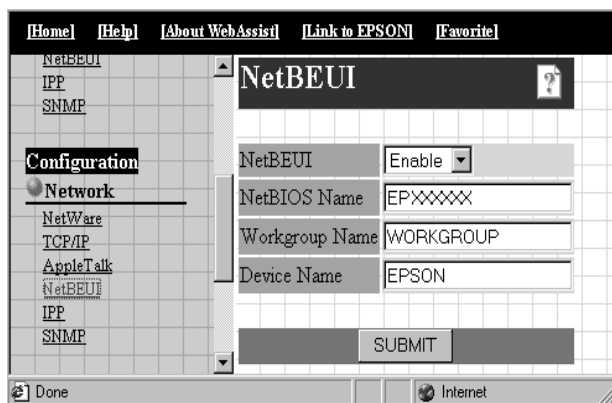 [Home] [Help] [About WebAssist] [Link to EPSON] [Favorite]
NetBEUI
IPP
SNMP
Configuration
Network
NetWare
TCP/IP
AppleTalk
NetBEUI
IPP
SNMP
NetBEUI
?
NetBEUI Enable
NetBIOS Name EPXXXXXX
Workgroup Name WORKGROUP
Device Name EPSON
SUBMIT
Done
Internet